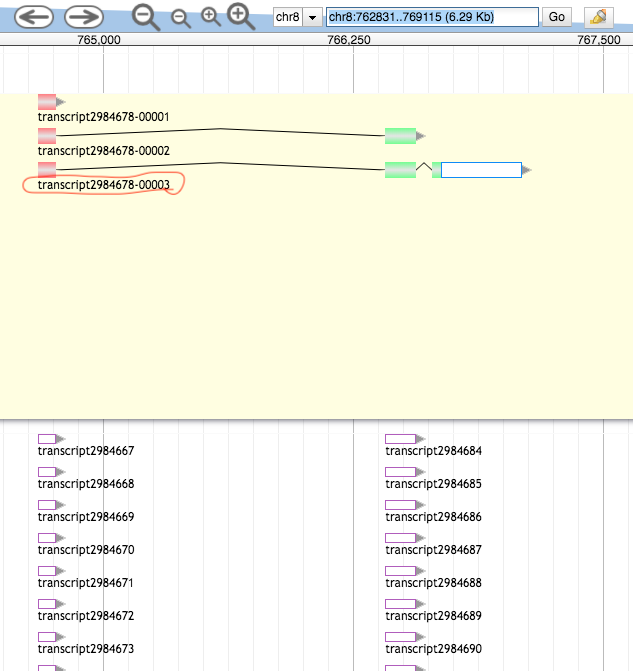 chr8 chr8:762831..769115 (6.29 Kb) Go
765,000 766,250 767,500
transcript2984678-00001
transcript2984678-00002
transcript2984678-00003
transcript2984667 transcript2984684
transcript2984668 transcript2984685
transcript2984669 transcript2984686
transcript2984670 transcript2984687
transcript2984671 transcript2984688
transcript2984672 transcript2984689
transcript2984673 transcript2984690